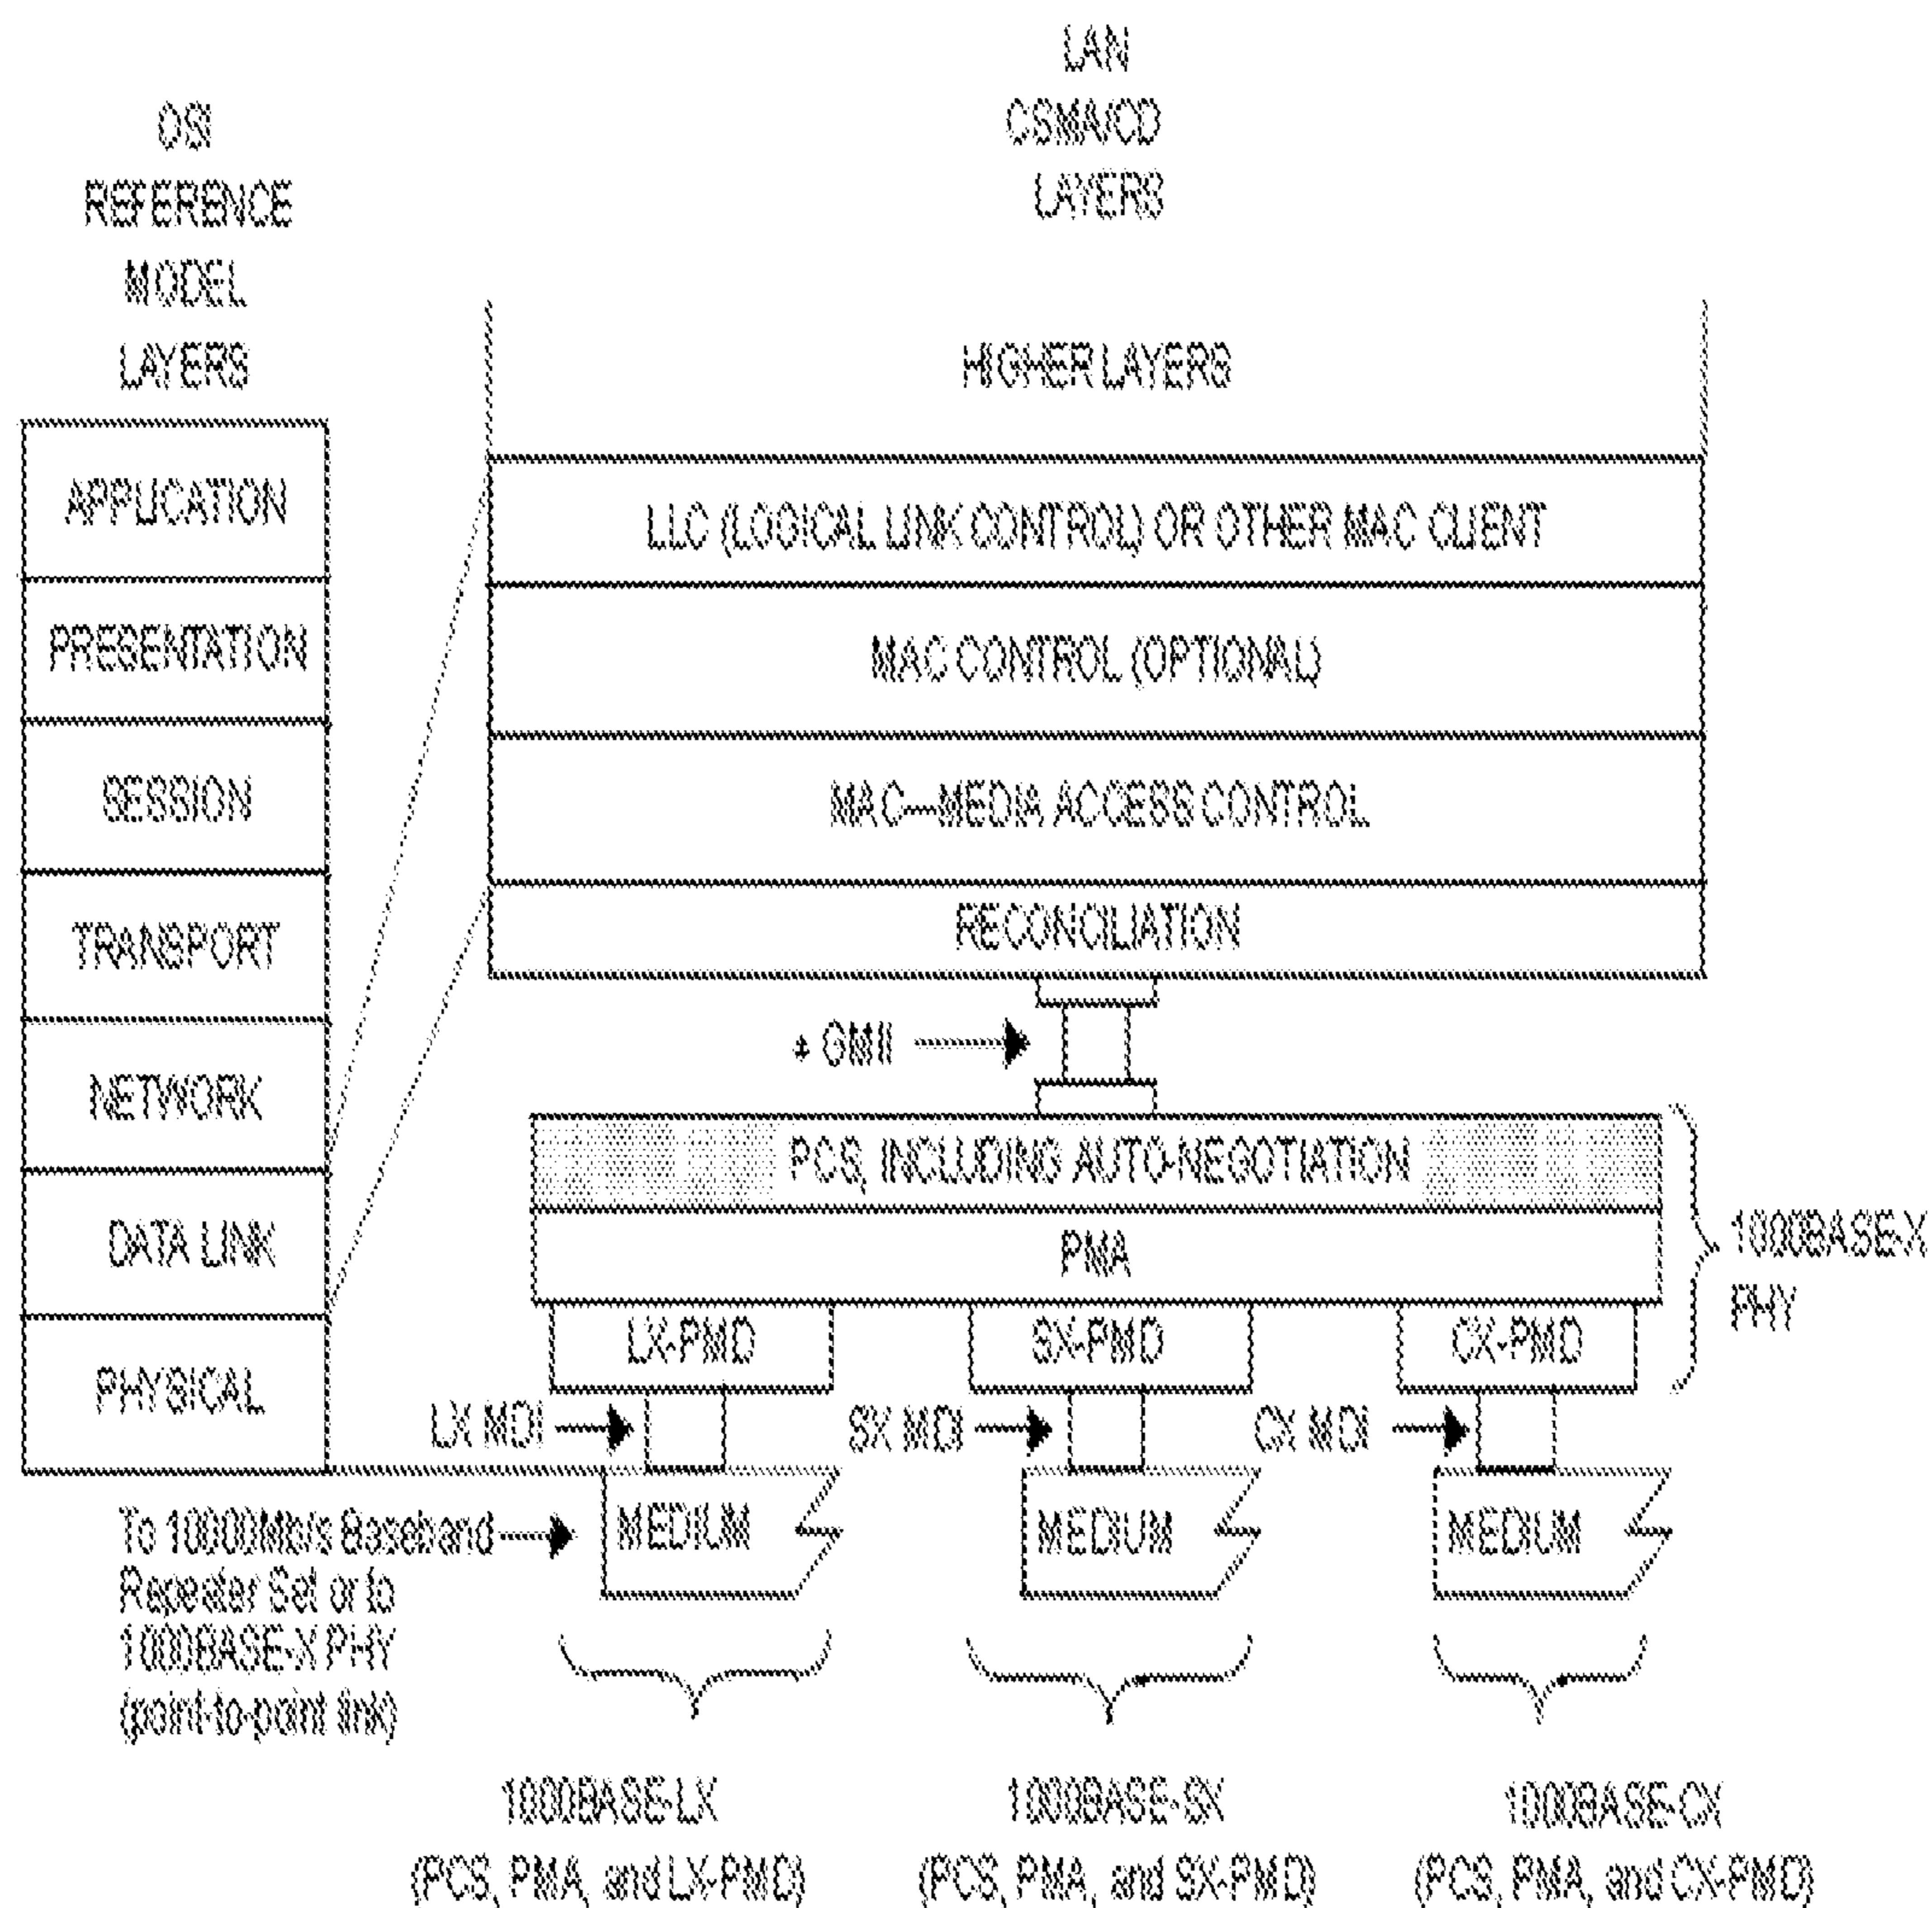 OSI
REFERENCE
MODEL
LAYERS
APPLICATION
PRESENTATION
SESSION
TRANSPORT
NETWORK
DATA LINK
PHYSICAL
LAN
CSMA/CD
LAYERS
HIGHER LAYERS
LLC (LOGICAL LINK CONTROL) OR OTHER MAC CLIENT
MAC CONTROL (OPTIONAL)
MAC—MEDIA ACCESS CONTROL
RECONCILIATION
GMII
PCS, INCLUDING AUTO-NEGOTIATION
PMA
1000BASE-X
PHY
LX-PMD
SX-PMD
CX-PMD
LX MDI
SX MDI
CX MDI
MEDIUM
MEDIUM
MEDIUM
To 10000Mb/s Baseband
Repeater Set or to
1000BASE-X PHY
(point-to-point link)
1000BASE-LX
(PCS, PMA, and LX-PMD)
1000BASE-SX
(PCS, PMA, and SX-PMD)
1000BASE-CX
(PCS, PMA, and CX-PMD)